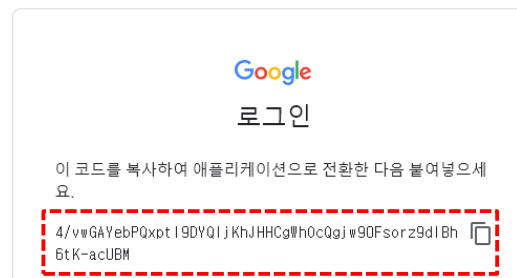 Google
로그인
이 코드를 복사하여 애플리케이션으로 전환한 다음 붙여넣으세
요.
4/vwGAYebPQxptI9DYQIjKhJHHCgWhOcQgjw9OFsorz9dIBh
6tK-acUBM